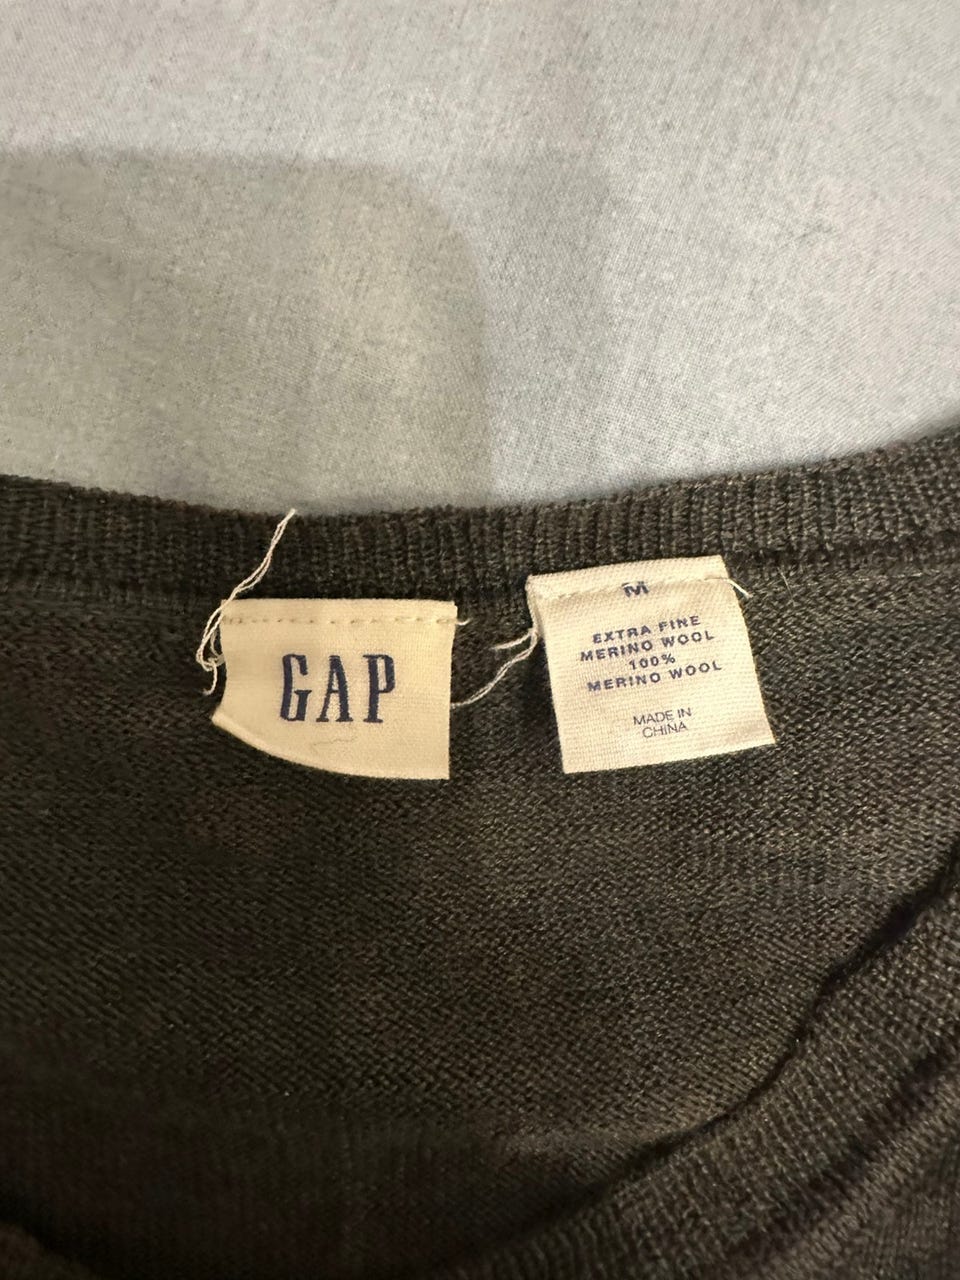 GAP
M
EXTRA FINE
MERINO WOOL
100%
MERINO WOOL
MADE IN
CHINA